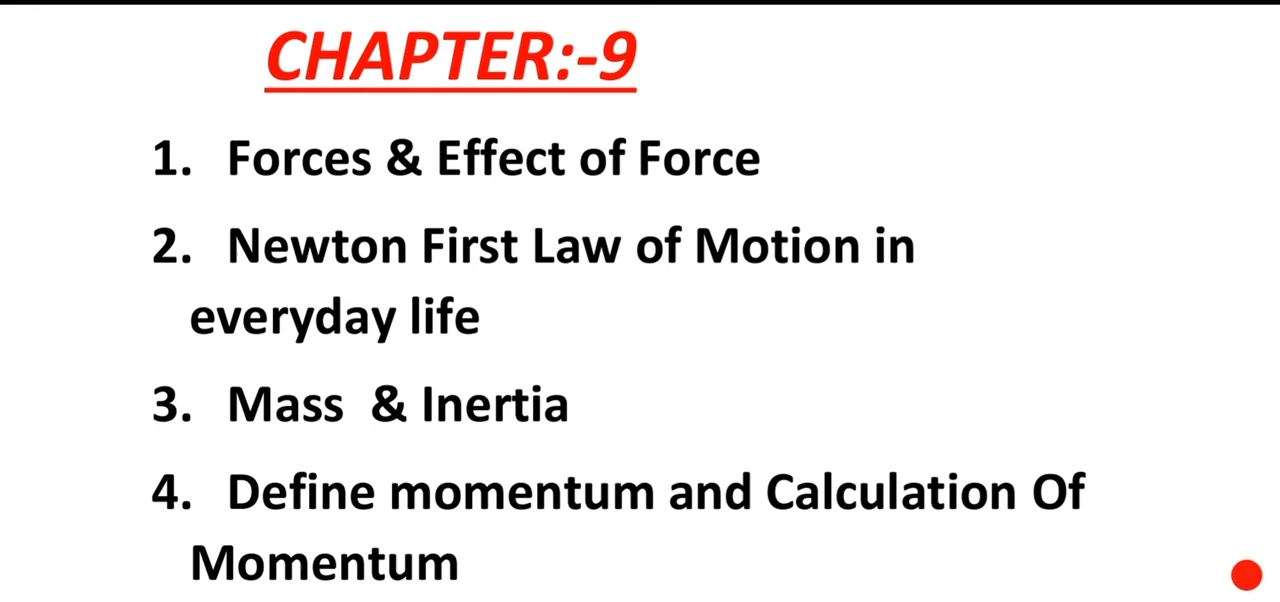 CHAPTER:-9
1. Forces & Effect of Force
2. Newton First Law of Motion in
everyday life
3. Mass & Inertia
4. Define momentum and Calculation Of
Momentum